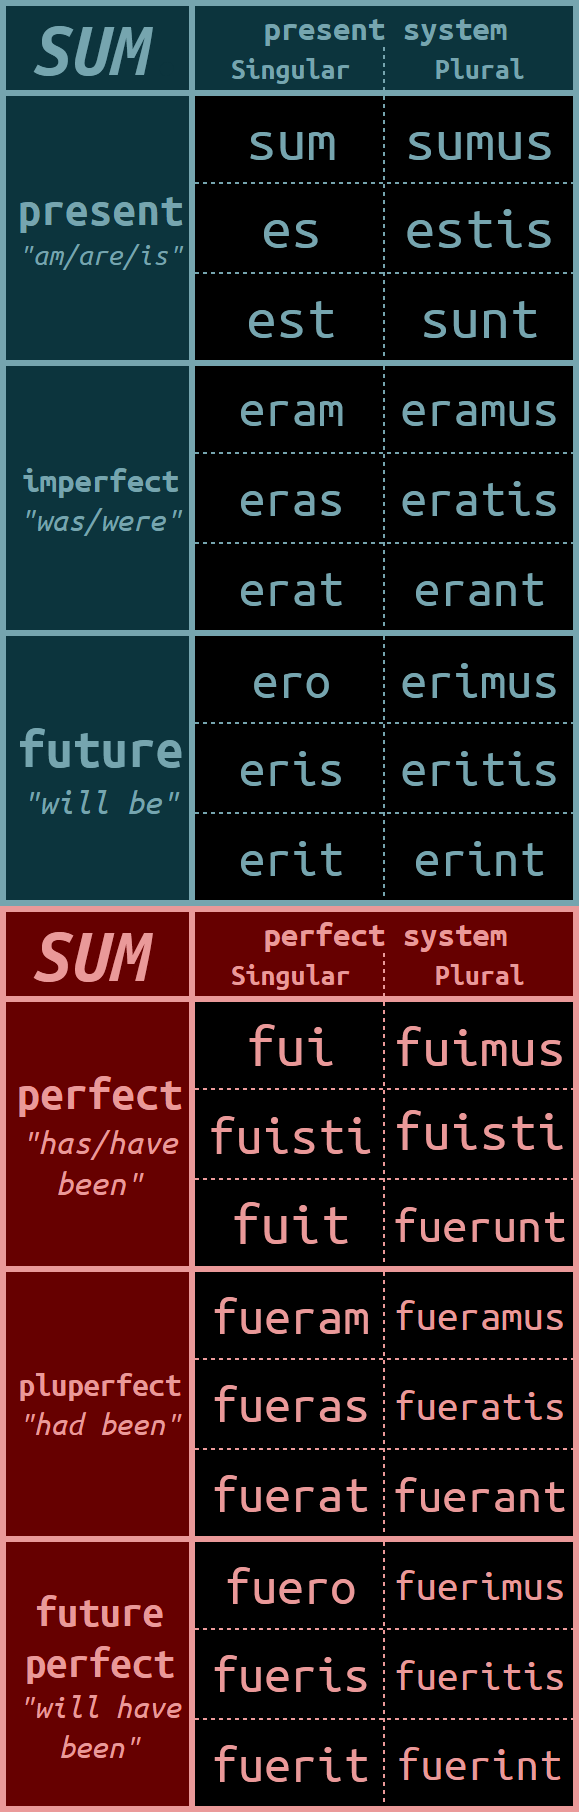 SUM
present system
Singular Plural
present
"am/are/is"
sum sumus
es estis
est sunt
imperfect
"was/were"
eram eramus
eras eratis
erat erant
future
"will be"
ero erimus
eris eritis
erit erint
SUM
perfect system
Singular Plural
perfect
"has/have
been"
fui fuimus
fuisti fuisti
fuit fuerunt
pluperfect
"had been"
fueram fueramus
fueras fueratis
fuerat fuerant
future
perfect
"will have
been"
fuero fuerimus
fueris fueritis
fuerit fuerint